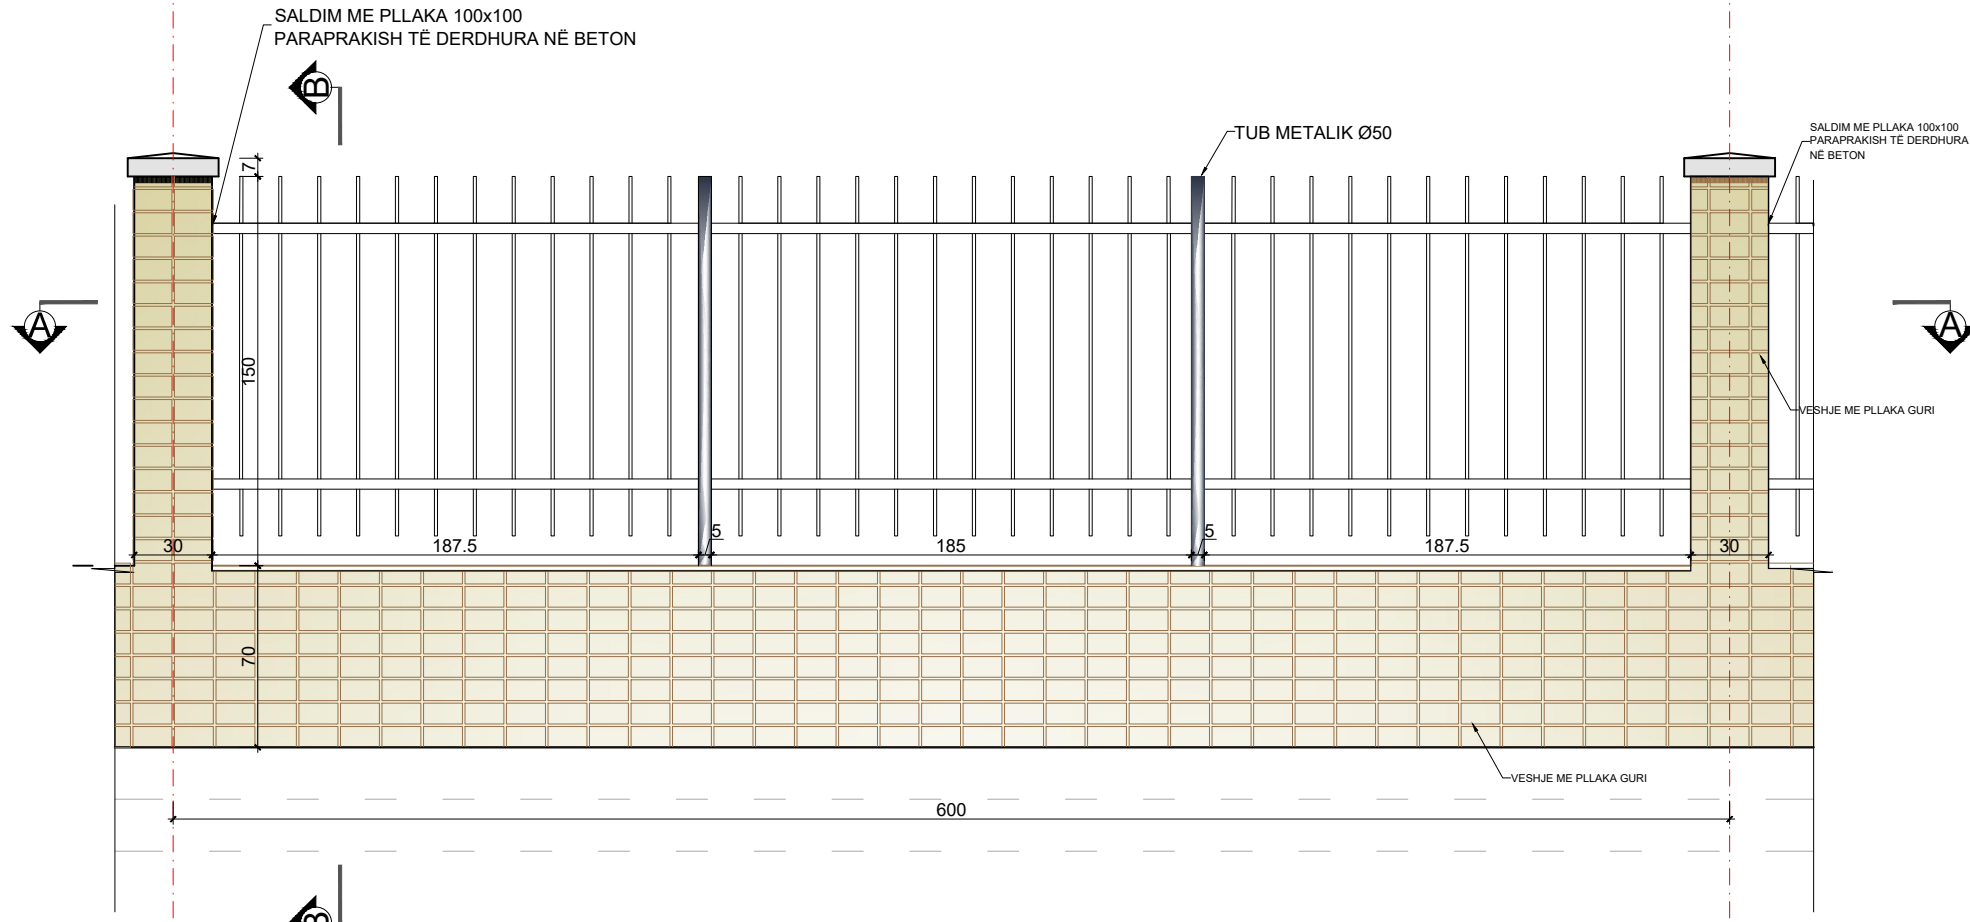 SALDIM ME PLLAKA 100x100
PARAPRAKISH TË DERDHURA NË BETON
B
TUB METALIK Ø50
SALDIM ME PLLAKA 100x100
PARAPRAKISH TË DERDHURA
NË BETON
7
A
A
150
VESHJE ME PLLAKA GURI
30
187.5
5
185
5
187.5
30
70
VESHJE ME PLLAKA GURI
600
B